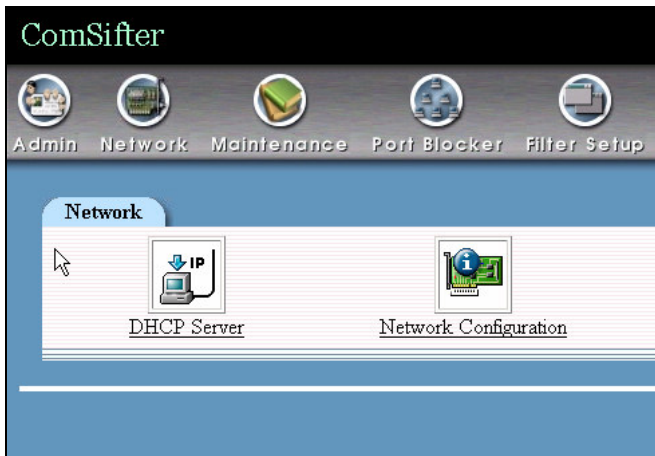 ComSifter
Admin Network Maintenance Port Blocker Filter Setup
Network
IP
DHCP Server Network Configuration